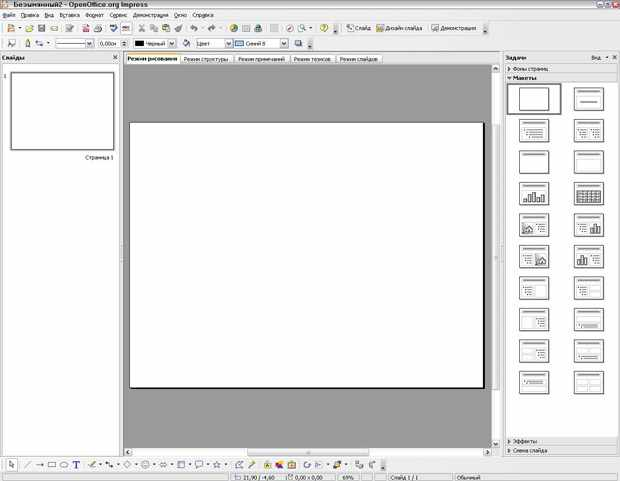 Безымянный2 - OpenOffice.org Impress
Файл Правка Вид Вставка Формат Сервис Демонстрация Окно Справка
Слайд Дизайн слайда Демонстрация
0,00см Черный Цвет Синий 8
Слайды
Режим рисования Режим структуры Режим примечаний Режим тезисов Режим слайдов
Задачи Вид
Фоны страниц
Макеты
1
Страница 1
Эффекты
Смена слайда
21,90 / -4,60 0,00 x 0,00 69% Слайд 1 / 1 Обычный